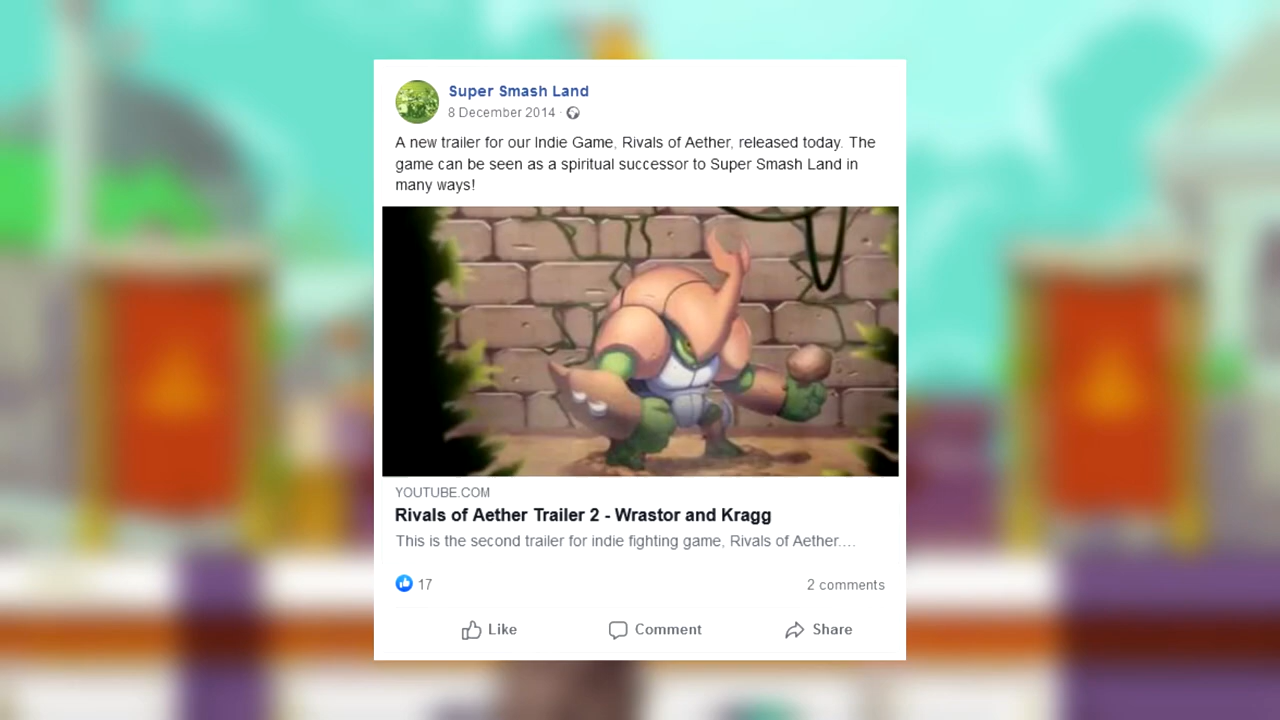 Super Smash Land
8 December 2014 ·
A new trailer for our Indie Game, Rivals of Aether, released today. The
game can be seen as a spiritual successor to Super Smash Land in
many ways!
YOUTUBE.COM
Rivals of Aether Trailer 2 - Wrastor and Kragg
This is the second trailer for indie fighting game, Rivals of Aether....
17
2 comments
Like
Comment
Share